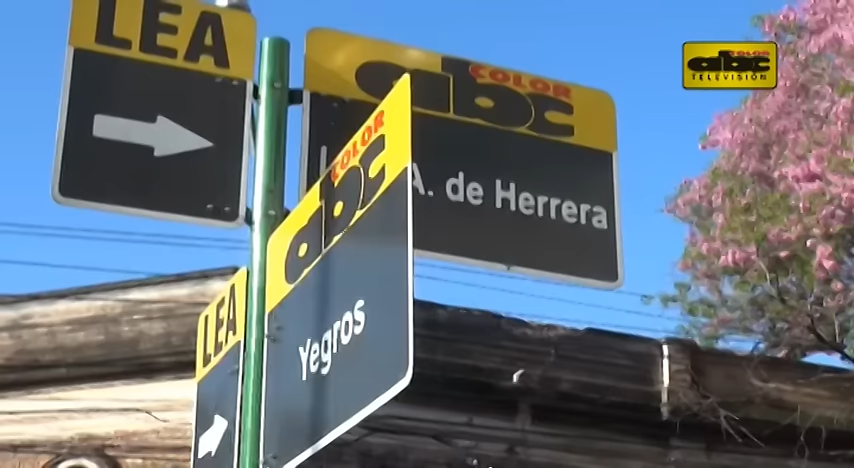 LEA
abc COLOR
A. de Herrera
abc COLOR
Yegros
LEA
abc COLOR
TELEVISIÓN